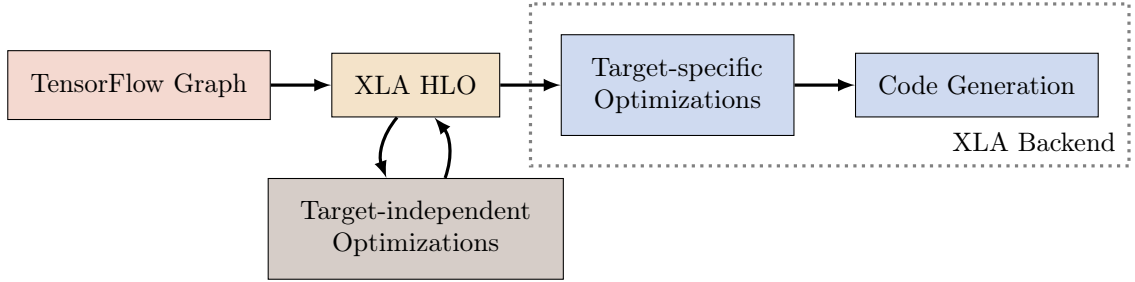 TensorFlow Graph
XLA HLO
Target-specific
Optimizations
Code Generation
XLA Backend
Target-independent
Optimizations